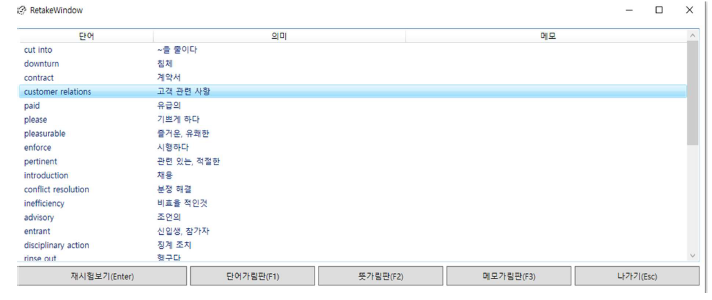 RetakeWindow
단어 의미 메모
cut into ~를 줄이다
downturn 침체
contract 계약서
customer relations 고객 관련 사항
paid 유급의
please 기쁘게 하다
pleasurable 즐거운, 유쾌한
enforce 시행하다
pertinent 관련 있는, 적절한
introduction 채용
conflict resolution 분쟁 해결
inefficiency 비효율 적인것
advisory 조언의
entrant 신입생, 참가자
disciplinary action 징계 조치
rinse out 헹구다
재시험보기(Enter) 단어가림판(F1) 뜻가림판(F2) 메모가림판(F3) 나가기(Esc)